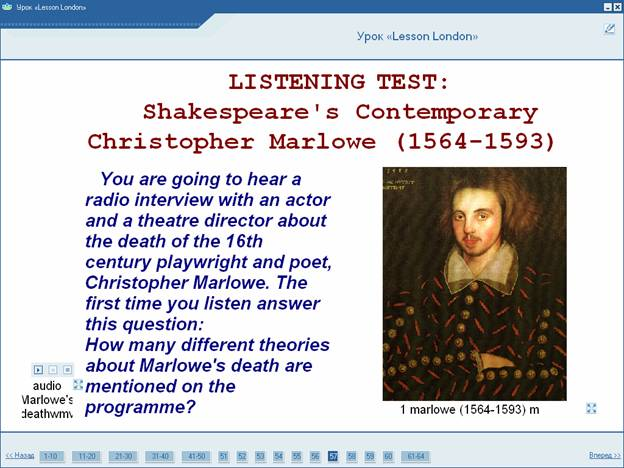 Урок «Lesson London»
Урок «Lesson London»
LISTENING TEST:
Shakespeare's Contemporary
Christopher Marlowe (1564-1593)
You are going to hear a
radio interview with an actor
and a theatre director about
the death of the 16th
century playwright and poet,
Christopher Marlowe. The
first time you listen answer
this question:
How many different theories
about Marlowe's death are
mentioned on the
programme?
audio
Marlowe's
deathwmv
1 marlowe (1564-1593) m
<< Назад 1-10 11-20 21-30 31-40 41-50 51 52 53 54 55 56 57 58 59 60 61-64 Вперед >>